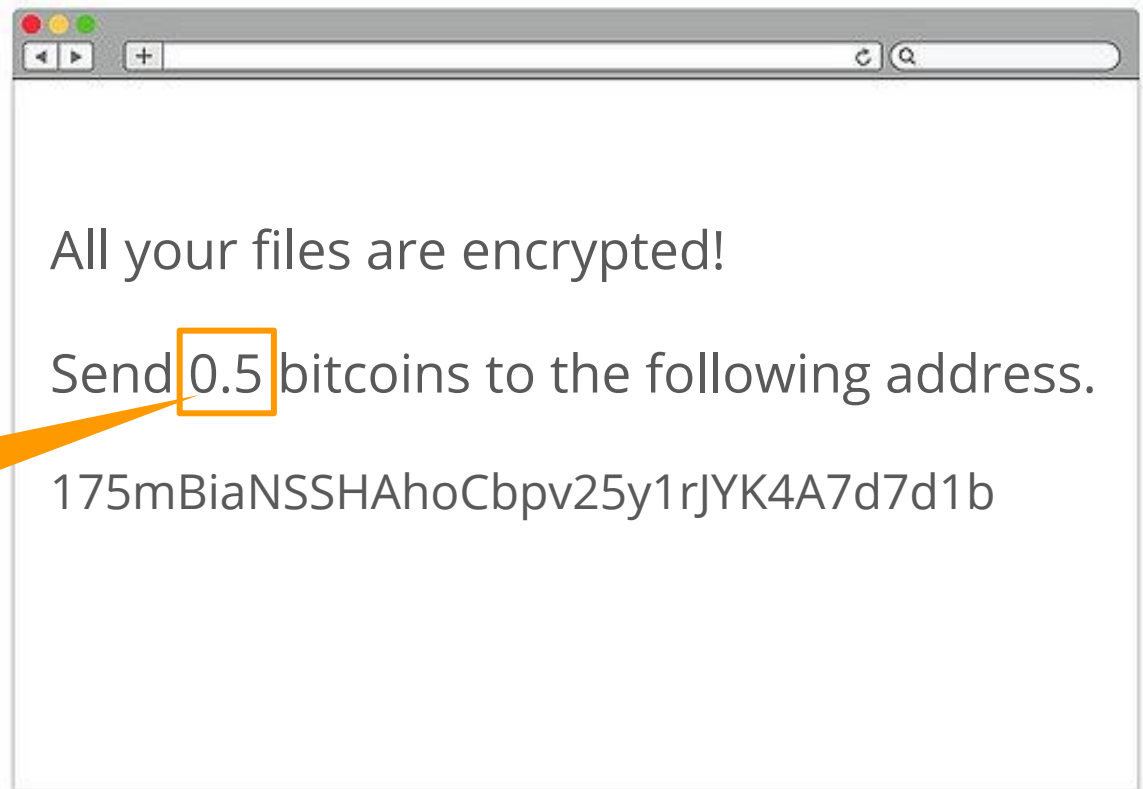 All your files are encrypted!
Send 0.5 bitcoins to the following address.
175mBiaNSSHAhoCbpv25y1rJYK4A7d7d1b